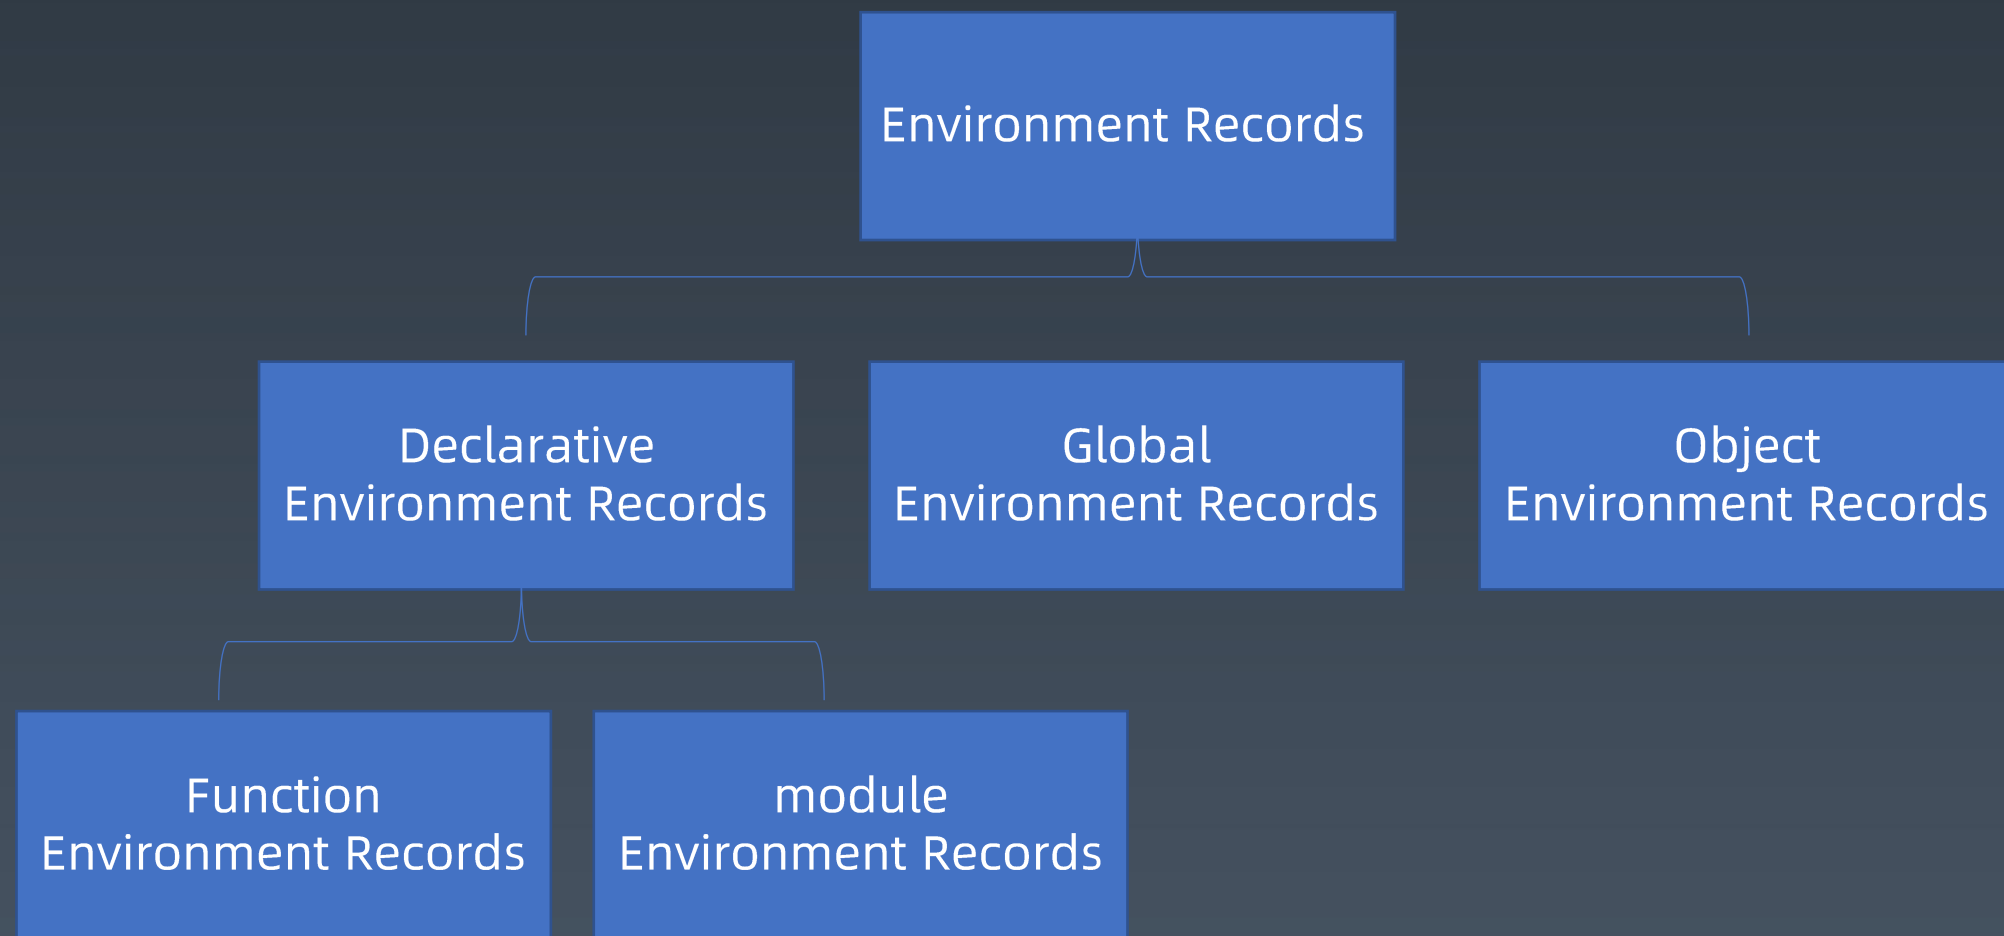 Environment Records
Declarative
Environment Records
Global
Environment Records
Object
Environment Records
Function
Environment Records
module
Environment Records